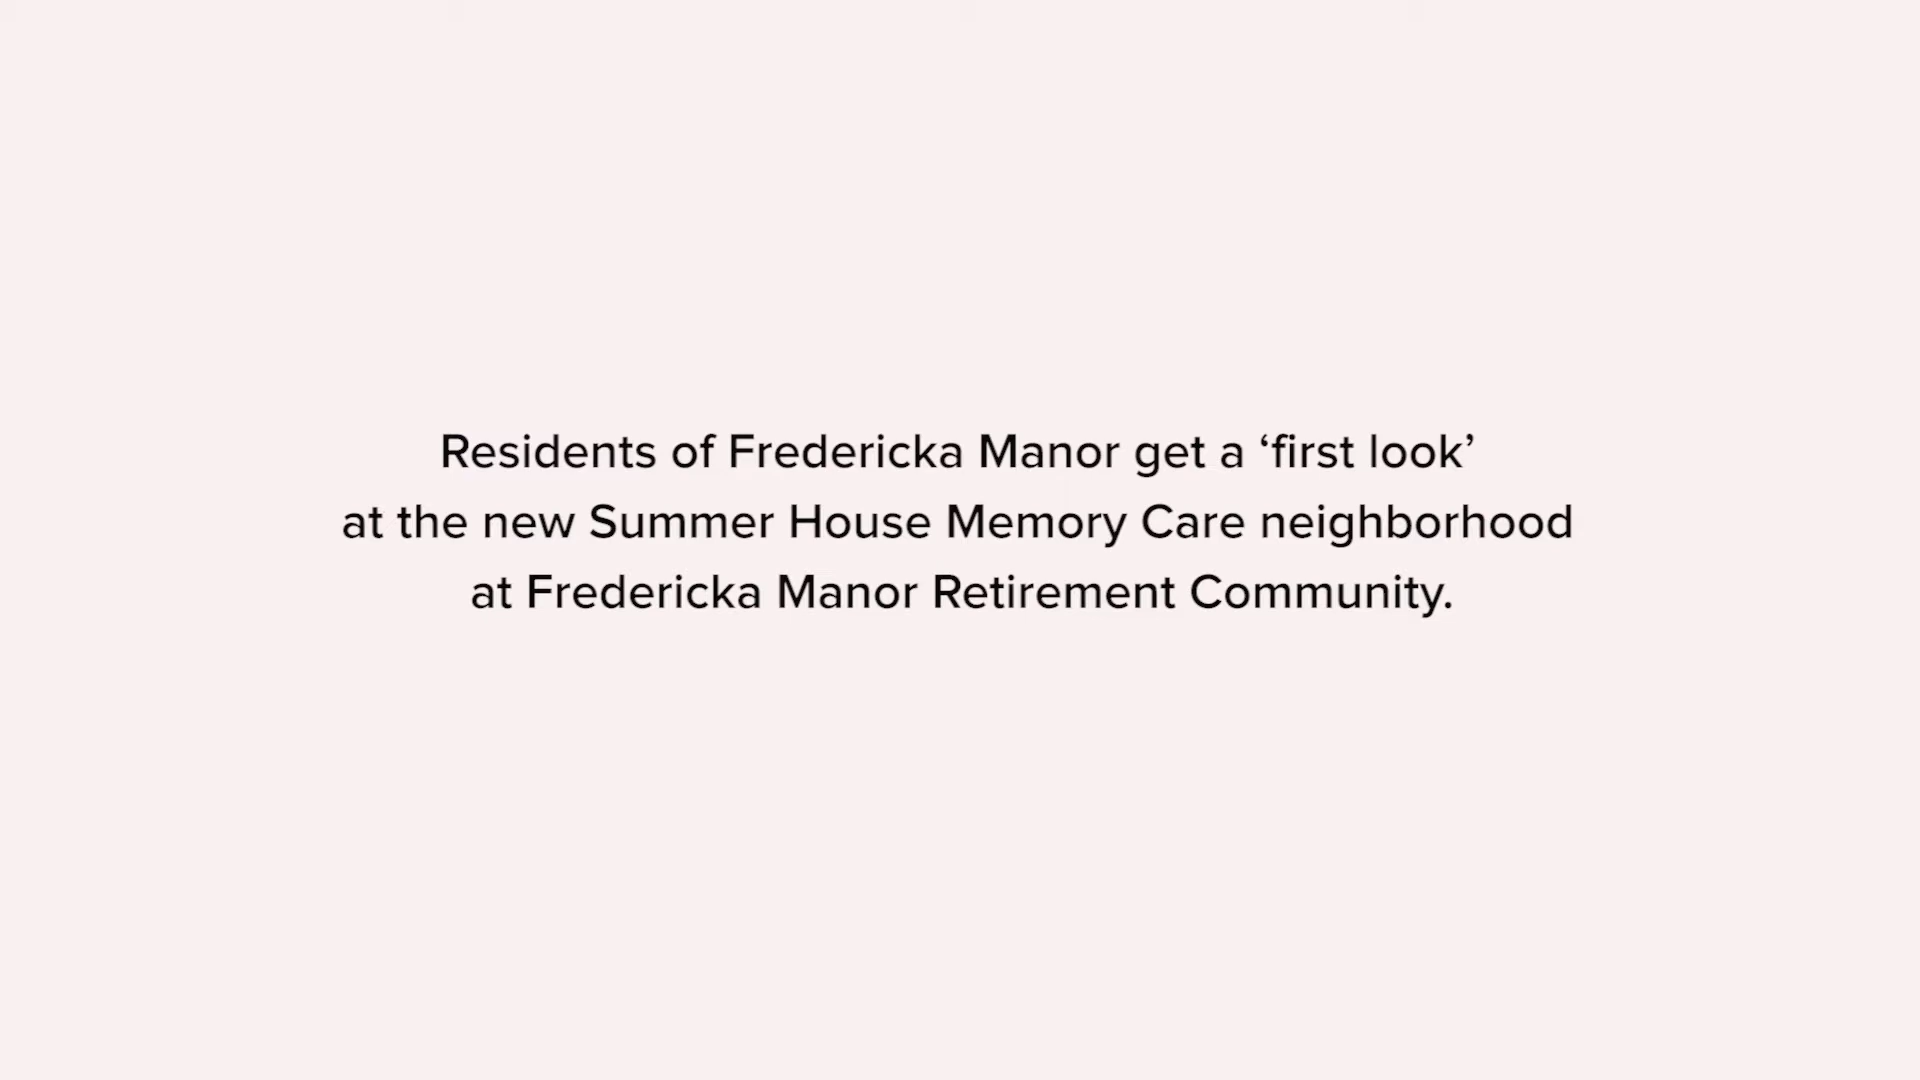 Residents of Fredericka Manor get a ‘first look’
at the new Summer House Memory Care neighborhood
at Fredericka Manor Retirement Community.